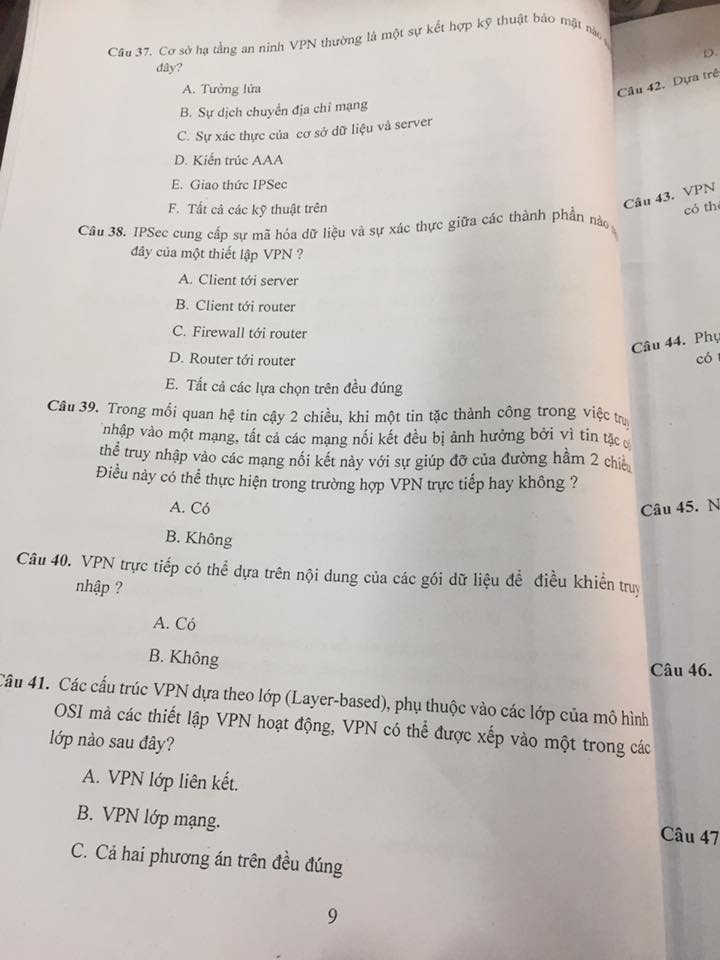 Câu 37. Cơ sở hạ tầng an ninh VPN thường là một sự kết hợp kỹ thuật bảo mật nào
đây?
A. Tường lửa
B. Sự dịch chuyển địa chỉ mạng
C. Sự xác thực của cơ sở dữ liệu và server
D. Kiến trúc AAA
E. Giao thức IPSec
F. Tất cả các kỹ thuật trên
Câu 38. IPSec cung cấp sự mã hóa dữ liệu và sự xác thực giữa các thành phần nào
đây của một thiết lập VPN ?
A. Client tới server
B. Client tới router
C. Firewall tới router
D. Router tới router
E. Tất cả các lựa chọn trên đều đúng
Câu 39. Trong mối quan hệ tin cậy 2 chiều, khi một tin tặc thành công trong việc truy
nhập vào một mạng, tất cả các mạng nối kết đều bị ảnh hưởng bởi vì tin tặc
thể truy nhập vào các mạng nối kết này với sự giúp đỡ của đường hầm 2 chiều.
Điều này có thể thực hiện trong trường hợp VPN trực tiếp hay không ?
A. Có
B. Không
Câu 40. VPN trực tiếp có thể dựa trên nội dung của các gói dữ liệu để điều khiển truy
nhập ?
A. Có
B. Không
Câu 41. Các cấu trúc VPN dựa theo lớp (Layer-based), phụ thuộc vào các lớp của mô hình
OSI mà các thiết lập VPN hoạt động, VPN có thể được xếp vào một trong các
lớp nào sau đây?
A. VPN lớp liên kết.
B. VPN lớp mạng.
C. Cả hai phương án trên đều đúng
9
D.
Câu 42. Dựa
Câu 43. VPN
có
Câu 44.
có
Câu 45. N
Câu 46.
Câu 47